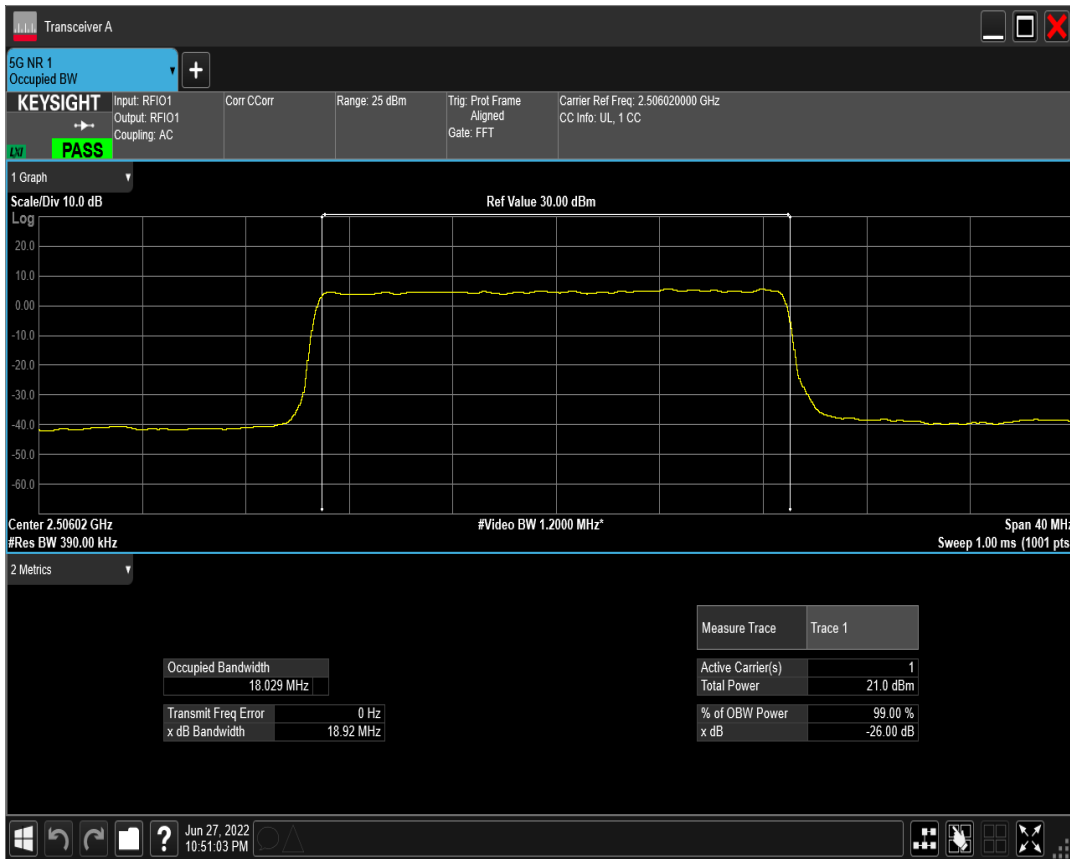 Transceiver A
5G NR 1
Occupied BW
+
KEYSIGHT
LXI
PASS
Input: RFIO1
Output: RFIO1
Coupling: AC
Corr CCorr
Range: 25 dBm
Trig: Prot Frame
Aligned
Gate: FFT
Carrier Ref Freq: 2.506020000 GHz
CC Info: UL, 1 CC
1 Graph
Scale/Div 10.0 dB
Ref Value 30.00 dBm
Log
20.0
10.0
0.00
-10.0
-20.0
-30.0
-40.0
-50.0
-60.0
Center 2.50602 GHz
#Video BW 1.2000 MHz*
Span 40 MHz
#Res BW 390.00 kHz
Sweep 1.00 ms (1001 pts
2 Metrics
Measure Trace Trace 1
Occupied Bandwidth
18.029 MHz
Active Carrier(s) 1
Total Power 21.0 dBm
Transmit Freq Error 0 Hz
x dB Bandwidth 18.92 MHz
% of OBW Power 99.00 %
x dB -26.00 dB
?
Jun 27, 2022
10:51:03 PM